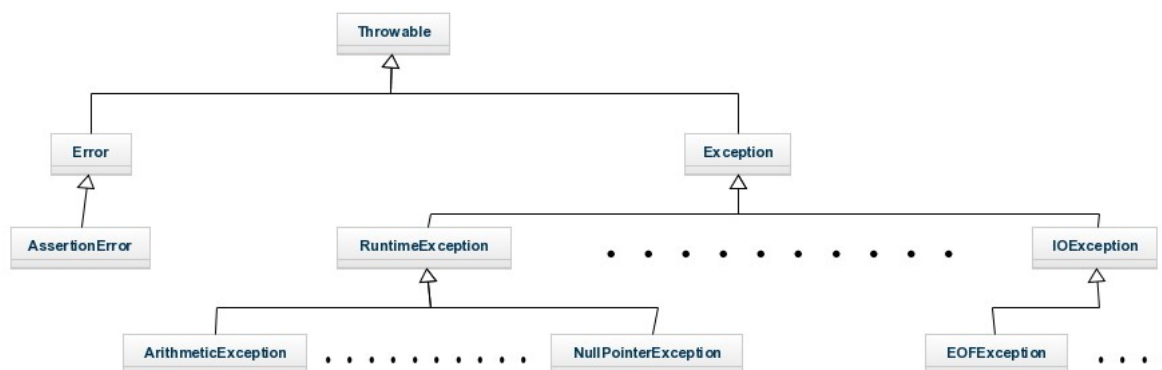 Throwable
Error
Exception
AssertionError
RuntimeException
IOException
ArithmeticException
NullPointerException
EOFException